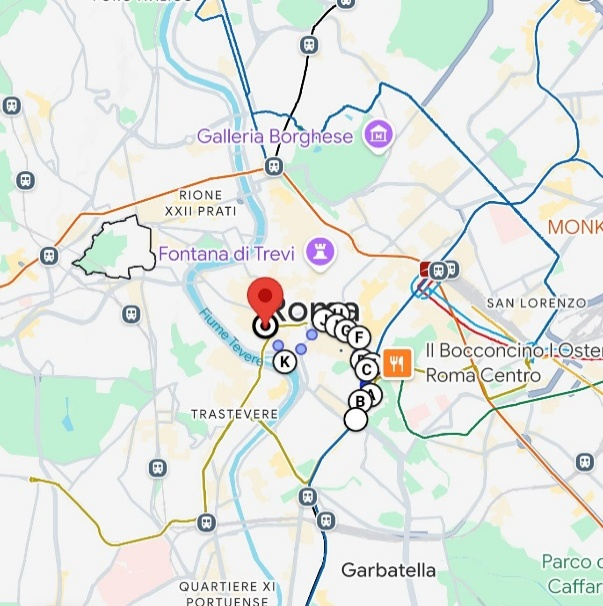 Galleria Borghese
RIONE
XXII PRATI
Fontana di Trevi
MONK
Roma
SAN LORENZO
Fiume Tevere
J
G
F
Il Bocconcino l Oster
Roma Centro
K
C
A
B
TRASTEVERE
Garbatella
Parco d
Caffar
QUARTIERE XI
PORTUENSE